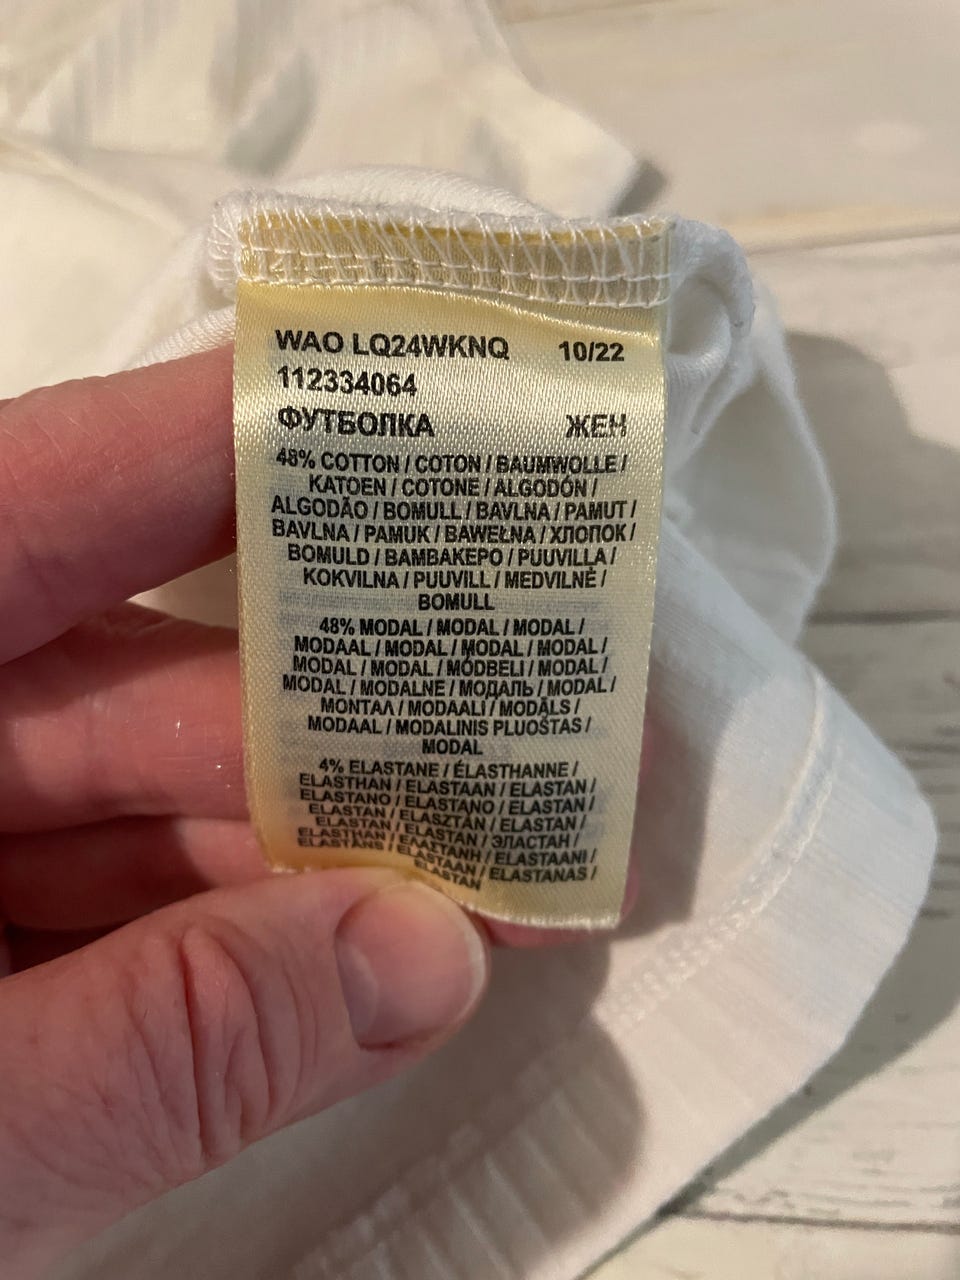 WAO LQ24WKNQ 10/22
112334064
ФУТБОЛКА ЖЕН
48% COTTON / COTON / BAUMWOLLE /
KATOEN / COTONE / ALGODÓN /
ALGODÃO / BOMULL / BAVLNA / PAMUT /
BAVLNA / PAMUK / BAWEŁNA / ХЛОПОК /
BOMULD / ΒΑΜΒΑΚΕΡΟ / PUUVILLA /
KOKVILNA / PUUVILL / MEDVILNĖ /
BOMULL
48% MODAL / MODAL / MODAL /
MODAAL / MODAL / MODAL / MODAL /
MODAL / MODAL / MÓDBELI / MODAL /
MODAL / MODALNE / МОДАЛЬ / MODAL /
ΜΟΝΤΑΛ / MODAALI / MODĀLS /
MODAAL / MODALINIS PLUOŠTAS /
MODAL
4% ELASTANE / ÉLASTHANNE /
ELASTHAN / ELASTAAN / ELASTAN /
ELASTANO / ELASTANO / ELASTAN /
ELASTAN / ELASZTÁN / ELASTAN /
ELASTAN / ELASTAN / ЭЛАСТАН /
ELASTHAN / ΕΛΑΣΤΑΝΗ / ELASTAANI /
ELASTĀNS / ELASTAAN / ELASTANAS /
ELASTAN